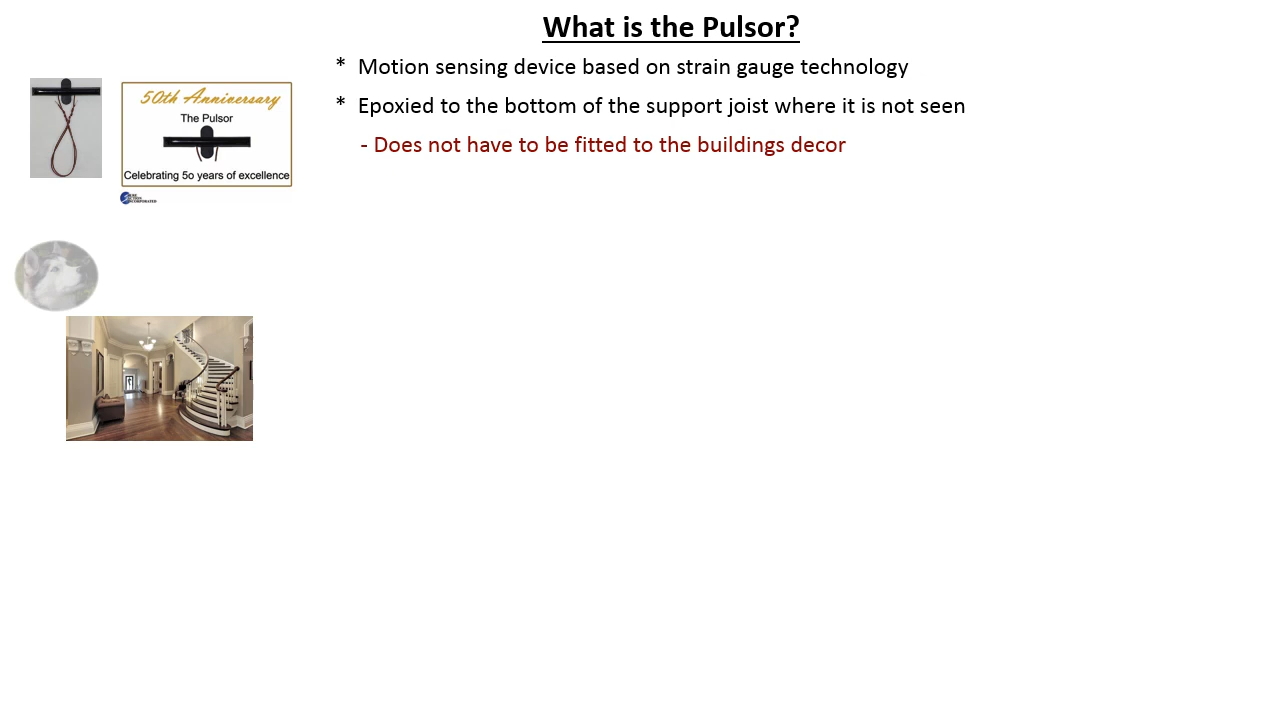 What is the Pulsor?
* Motion sensing device based on strain gauge technology
* Epoxied to the bottom of the support joist where it is not seen
- Does not have to be fitted to the buildings decor
50th Anniversary
The Pulsor
Celebrating 5o years of excellence
INCORPORATED